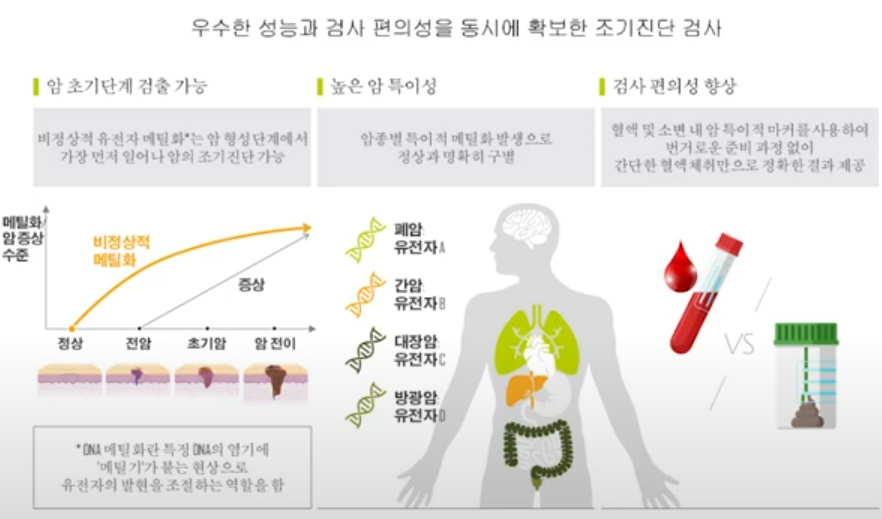 우수한 성능과 검사 편의성을 동시에 확보한 조기진단 검사
암 초기단계 검출 가능
비정상적 유전자 메틸화*는 암 형성단계에서
가장 먼저 일어나 암의 조기진단 가능
메틸화/
암 증상
수준
비정상적
메틸화
증상
정상
전암
초기암
암 전이
*DNA 메틸화란 특정 DNA의 염기에
'메틸기'가 붙는 현상으로
유전자의 발현을 조절하는 역할을 함
높은 암 특이성
암종별 특이적 메틸화 발생으로
정상과 명확히 구별
폐암:
유전자 A
간암:
유전자 B
대장암:
유전자 C
방광암:
유전자 D
검사 편의성 향상
혈액 및 소변 내 암 특이적 마커를 사용하여
번거로운 준비 과정 없이
간단한 혈액채취만으로 정확한 결과 제공
VS